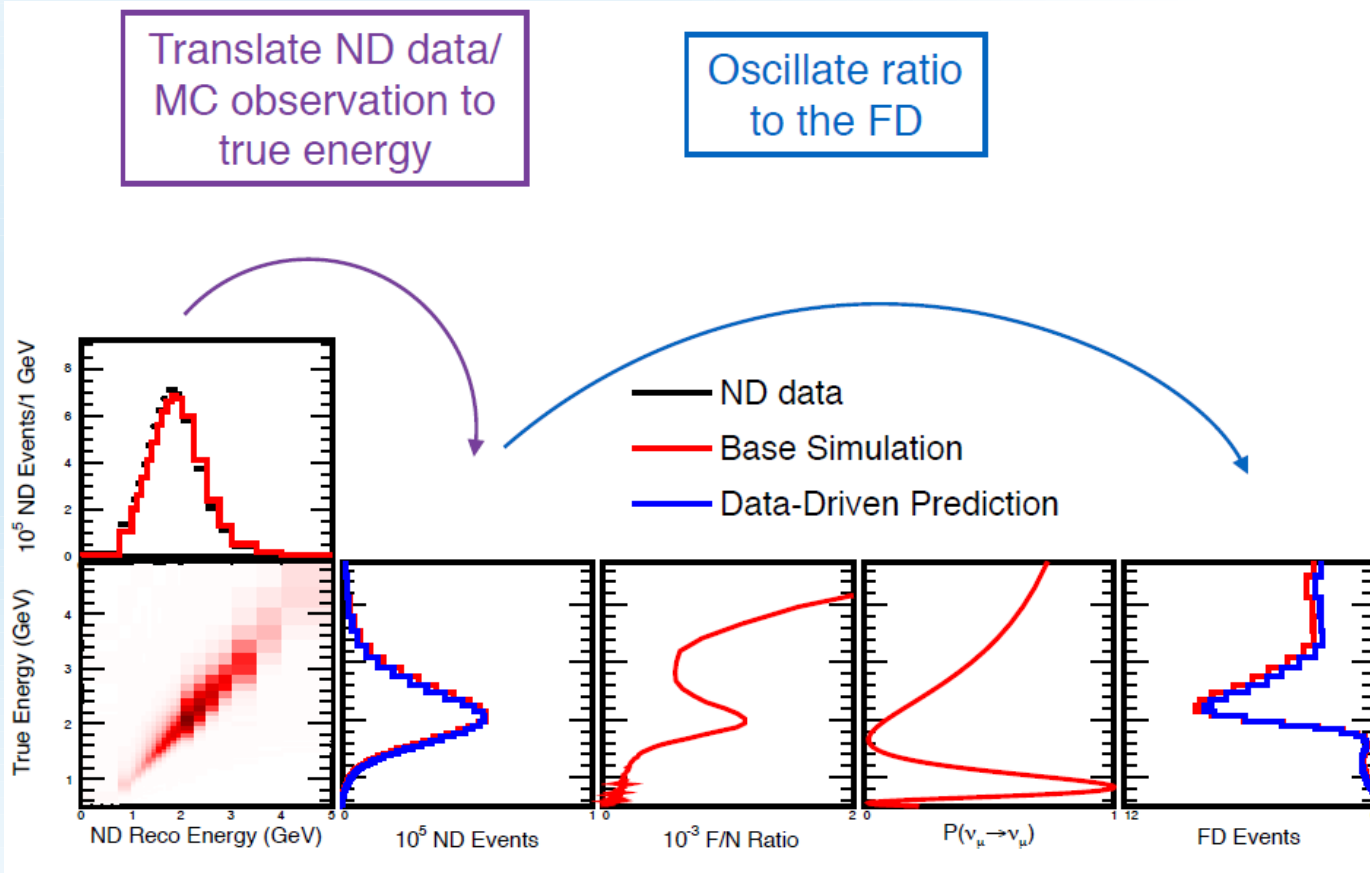 Translate ND data/
MC observation to
true energy
Oscillate ratio
to the FD
ND data
Base Simulation
Data-Driven Prediction
10⁵ ND Events/1 GeV
8
6
4
2
0
True Energy (GeV)
4
3
2
1
0 1 2 3 4 5
ND Reco Energy (GeV)
1
10⁵ ND Events
0 2
10⁻³ F/N Ratio
0 1
P(νμ→νμ)
12
FD Events